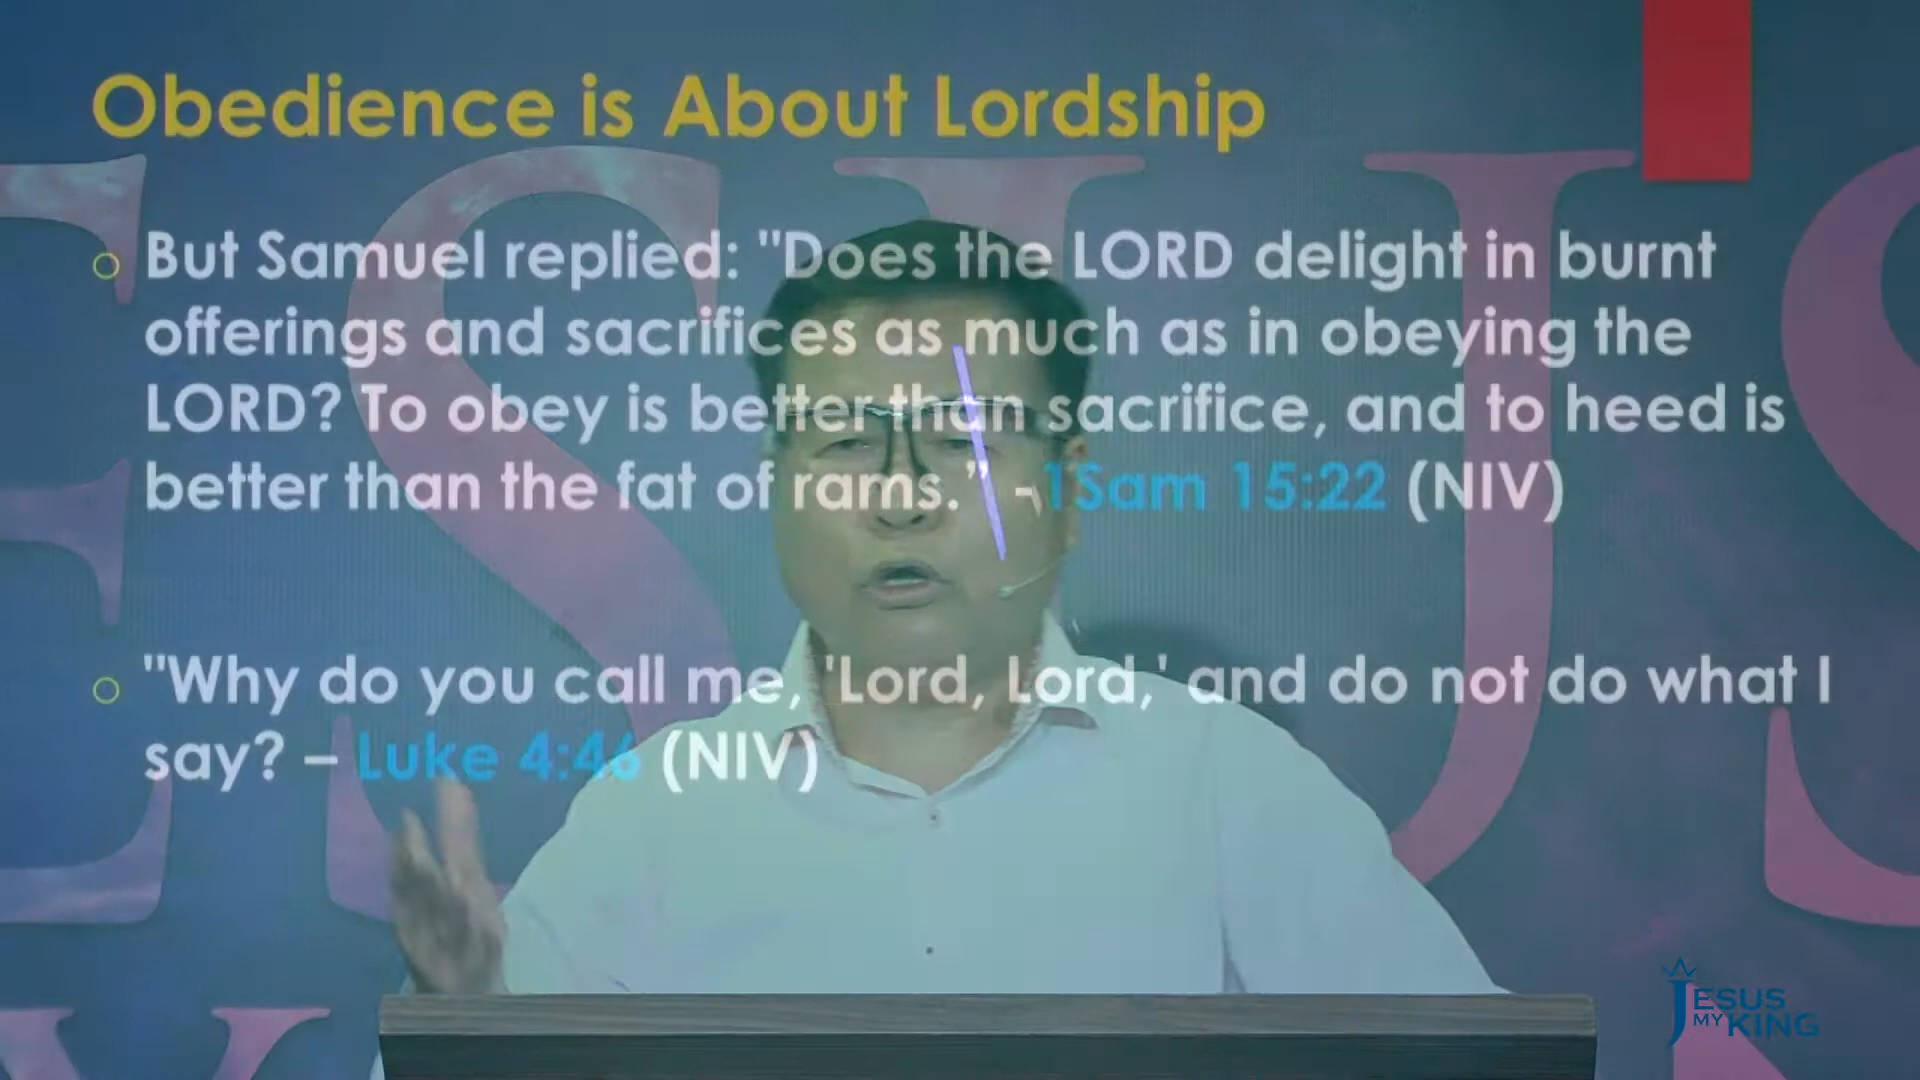 Obedience is About Lordship
But Samuel replied: "Does the LORD delight in burnt
offerings and sacrifices as much as in obeying the
LORD? To obey is better than sacrifice, and to heed is
better than the fat of rams.” - 1Sam 15:22 (NIV)
"Why do you call me, 'Lord, Lord,' and do not do what I
say? – Luke 4:46 (NIV)
JESUS
MY KING